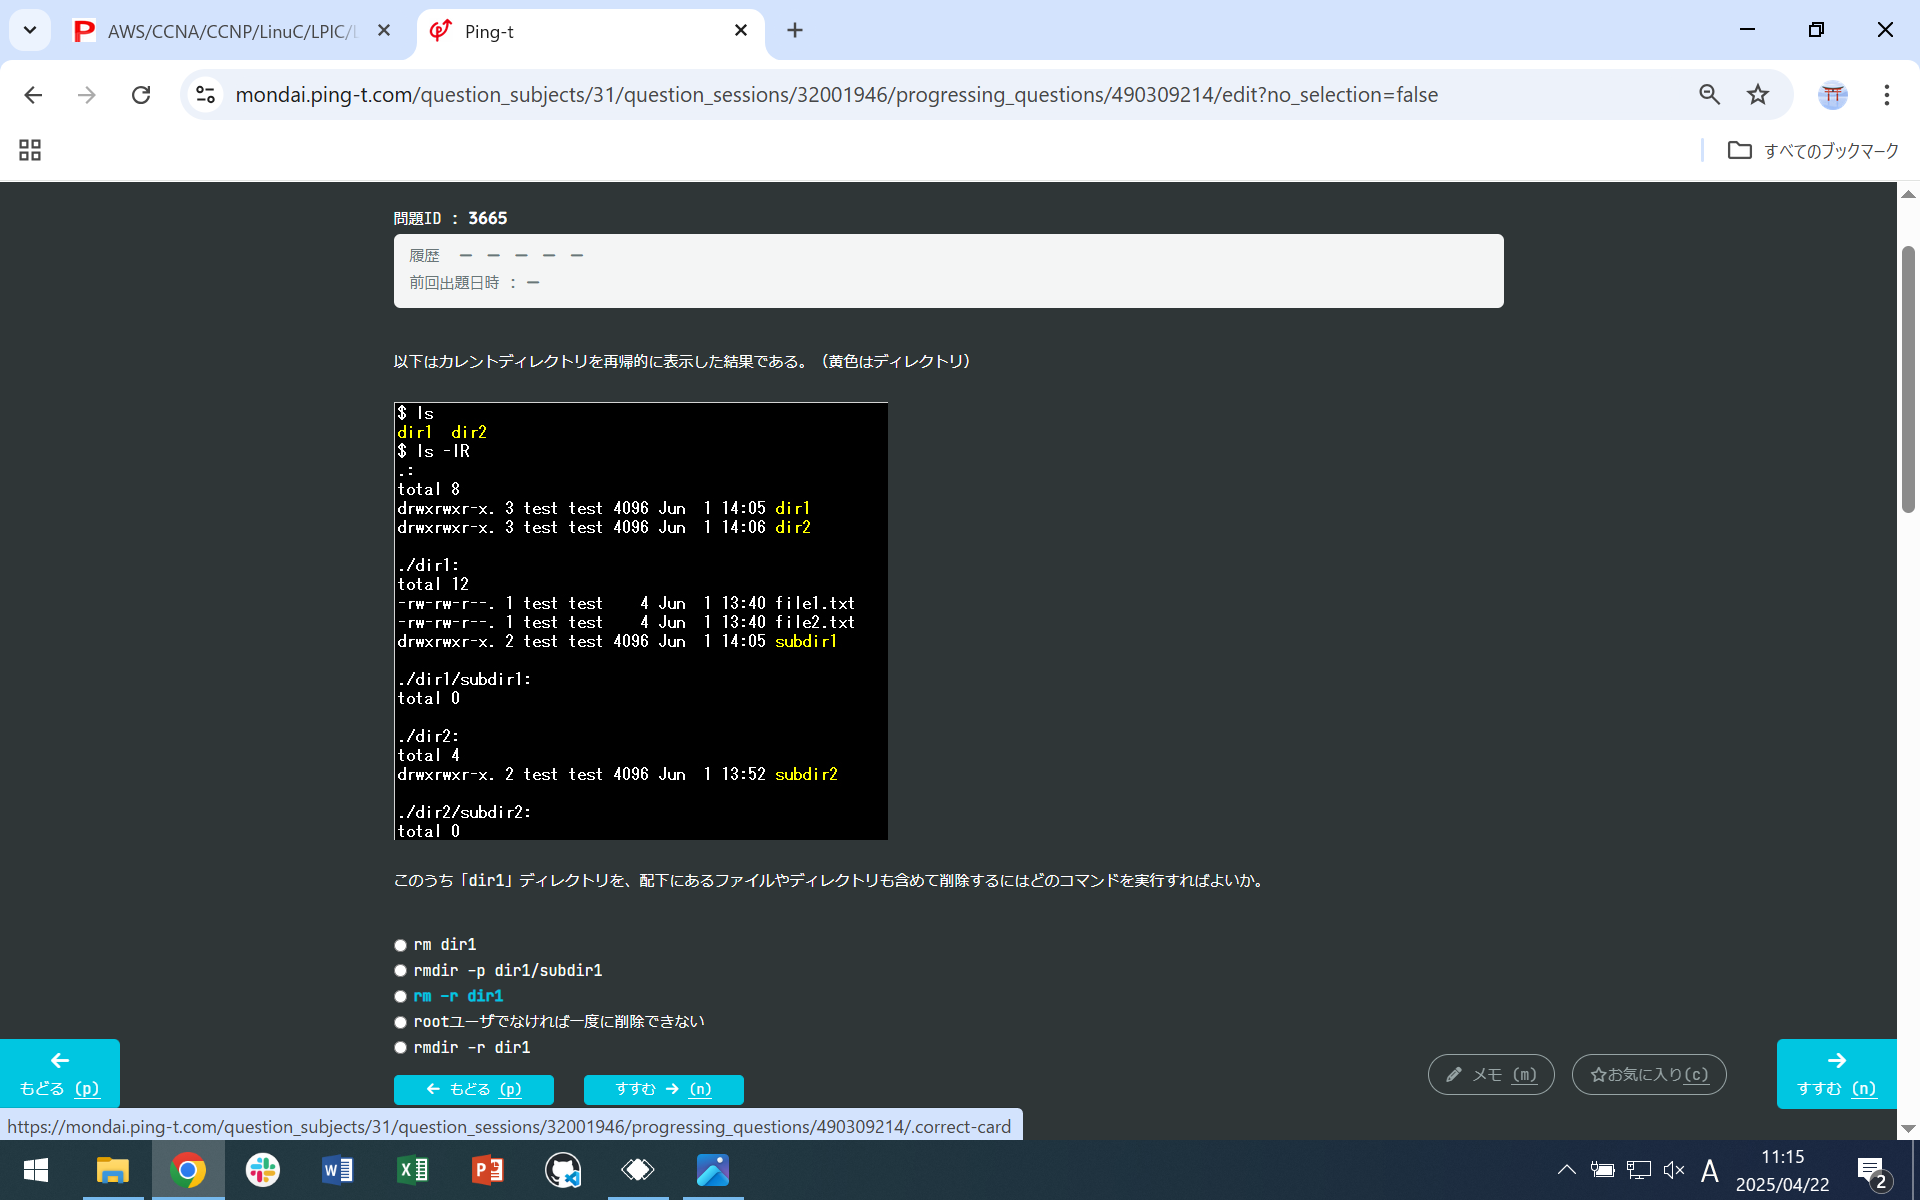 AWS/CCNA/CCNP/LinuC/LPIC/
Ping-t
mondai.ping-t.com/question_subjects/31/question_sessions/32001946/progressing_questions/490309214/edit?no_selection=false
すべてのブックマーク
問題ID : 3665
履歴 － － － － －
前回出題日時 : －
以下はカレントディレクトリを再帰的に表示した結果である。（黄色はディレクトリ）
$ ls
dir1 dir2
$ ls -lR
.:
total 8
drwxrwxr-x. 3 test test 4096 Jun 1 14:05 dir1
drwxrwxr-x. 3 test test 4096 Jun 1 14:06 dir2
./dir1:
total 12
-rw-rw-r--. 1 test test 4 Jun 1 13:40 file1.txt
-rw-rw-r--. 1 test test 4 Jun 1 13:40 file2.txt
drwxrwxr-x. 2 test test 4096 Jun 1 14:05 subdir1
./dir1/subdir1:
total 0
./dir2:
total 4
drwxrwxr-x. 2 test test 4096 Jun 1 13:52 subdir2
./dir2/subdir2:
total 0
このうち「dir1」ディレクトリを、配下にあるファイルやディレクトリも含めて削除するにはどのコマンドを実行すればよいか。
rm dir1
rmdir -p dir1/subdir1
rm -r dir1
rootユーザでなければ一度に削除できない
rmdir -r dir1
← もどる (p)
← もどる (p) すすむ → (n)
メモ (m) ☆お気に入り(c)
→ すすむ (n)
https://mondai.ping-t.com/question_subjects/31/question_sessions/32001946/progressing_questions/490309214/.correct-card
A
11:15
2025/04/22
2